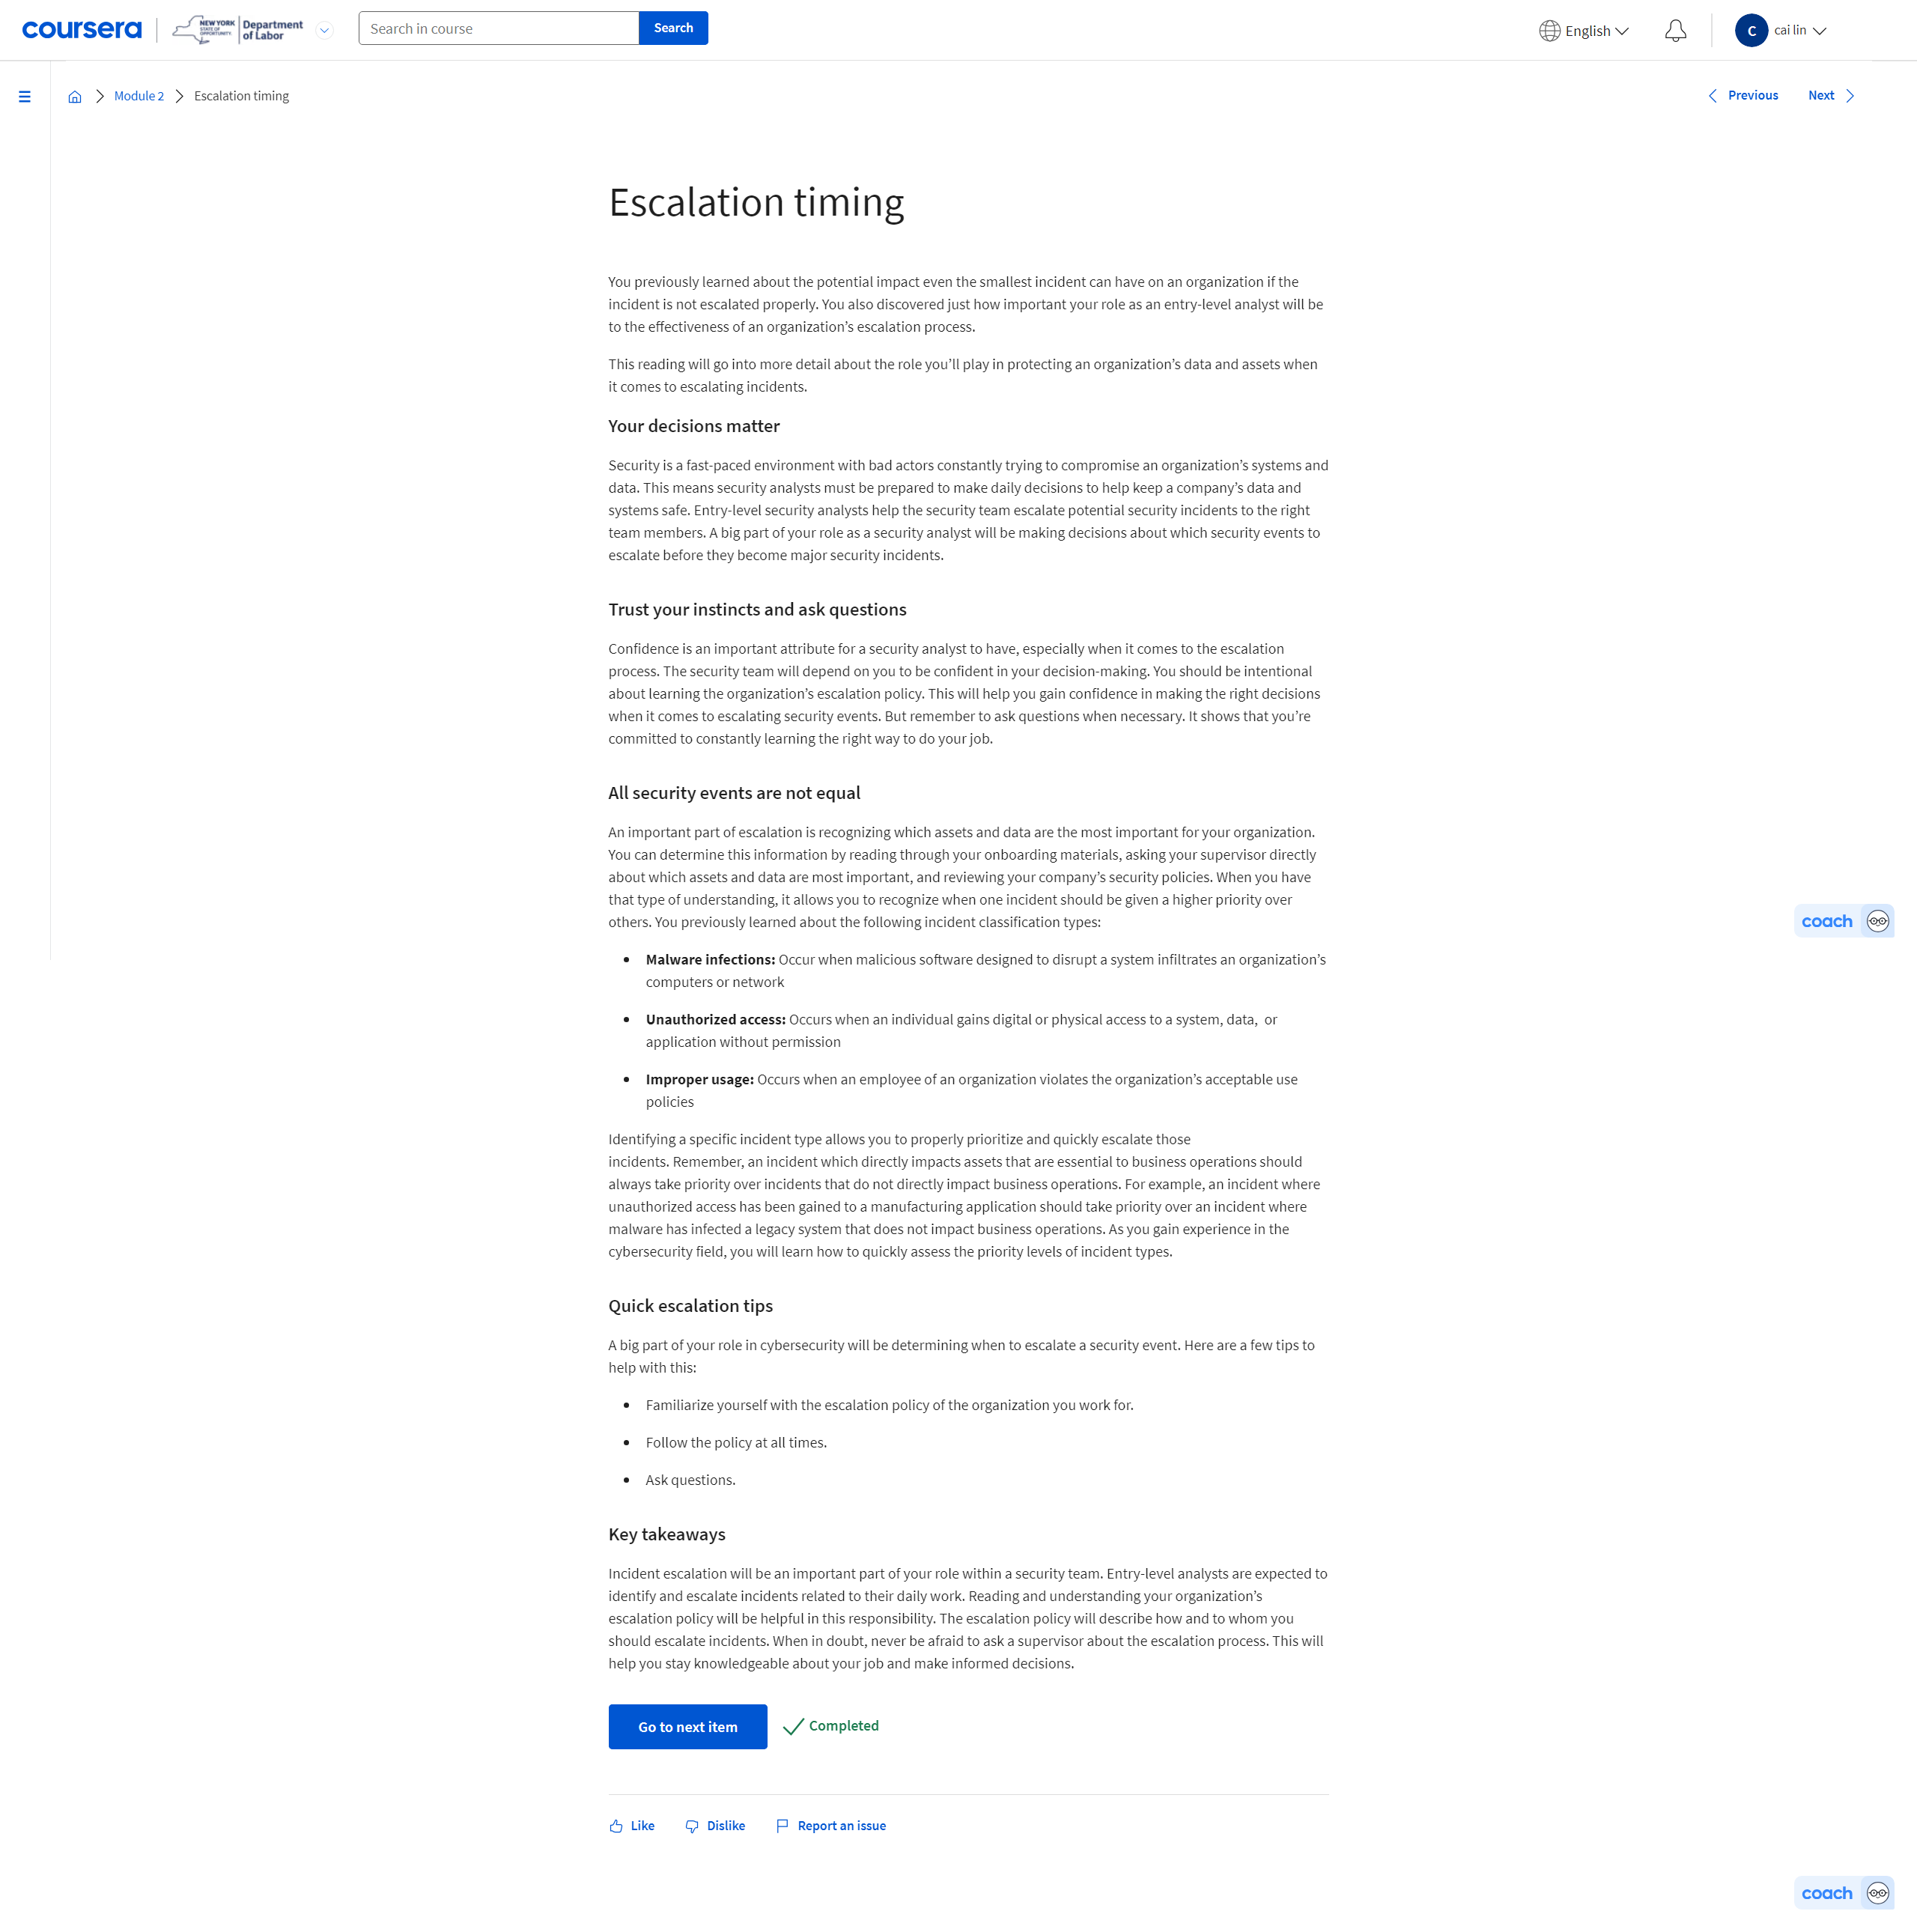 coursera
NEW YORK
STATE OF
OPPORTUNITY.
Department
of Labor
Search in course
Search
English
C
cai lin
Module 2
Escalation timing
Previous
Next
Escalation timing
You previously learned about the potential impact even the smallest incident can have on an organization if the
incident is not escalated properly. You also discovered just how important your role as an entry-level analyst will be
to the effectiveness of an organization’s escalation process.
This reading will go into more detail about the role you’ll play in protecting an organization’s data and assets when
it comes to escalating incidents.
Your decisions matter
Security is a fast-paced environment with bad actors constantly trying to compromise an organization’s systems and
data. This means security analysts must be prepared to make daily decisions to help keep a company’s data and
systems safe. Entry-level security analysts help the security team escalate potential security incidents to the right
team members. A big part of your role as a security analyst will be making decisions about which security events to
escalate before they become major security incidents.
Trust your instincts and ask questions
Confidence is an important attribute for a security analyst to have, especially when it comes to the escalation
process. The security team will depend on you to be confident in your decision-making. You should be intentional
about learning the organization’s escalation policy. This will help you gain confidence in making the right decisions
when it comes to escalating security events. But remember to ask questions when necessary. It shows that you’re
committed to constantly learning the right way to do your job.
All security events are not equal
An important part of escalation is recognizing which assets and data are the most important for your organization.
You can determine this information by reading through your onboarding materials, asking your supervisor directly
about which assets and data are most important, and reviewing your company’s security policies. When you have
that type of understanding, it allows you to recognize when one incident should be given a higher priority over
others. You previously learned about the following incident classification types:
Malware infections: Occur when malicious software designed to disrupt a system infiltrates an organization’s
computers or network
Unauthorized access: Occurs when an individual gains digital or physical access to a system, data, or
application without permission
Improper usage: Occurs when an employee of an organization violates the organization’s acceptable use
policies
Identifying a specific incident type allows you to properly prioritize and quickly escalate those
incidents. Remember, an incident which directly impacts assets that are essential to business operations should
always take priority over incidents that do not directly impact business operations. For example, an incident where
unauthorized access has been gained to a manufacturing application should take priority over an incident where
malware has infected a legacy system that does not impact business operations. As you gain experience in the
cybersecurity field, you will learn how to quickly assess the priority levels of incident types.
Quick escalation tips
A big part of your role in cybersecurity will be determining when to escalate a security event. Here are a few tips to
help with this:
Familiarize yourself with the escalation policy of the organization you work for.
Follow the policy at all times.
Ask questions.
Key takeaways
Incident escalation will be an important part of your role within a security team. Entry-level analysts are expected to
identify and escalate incidents related to their daily work. Reading and understanding your organization’s
escalation policy will be helpful in this responsibility. The escalation policy will describe how and to whom you
should escalate incidents. When in doubt, never be afraid to ask a supervisor about the escalation process. This will
help you stay knowledgeable about your job and make informed decisions.
Go to next item
Completed
Like
Dislike
Report an issue
coach
coach